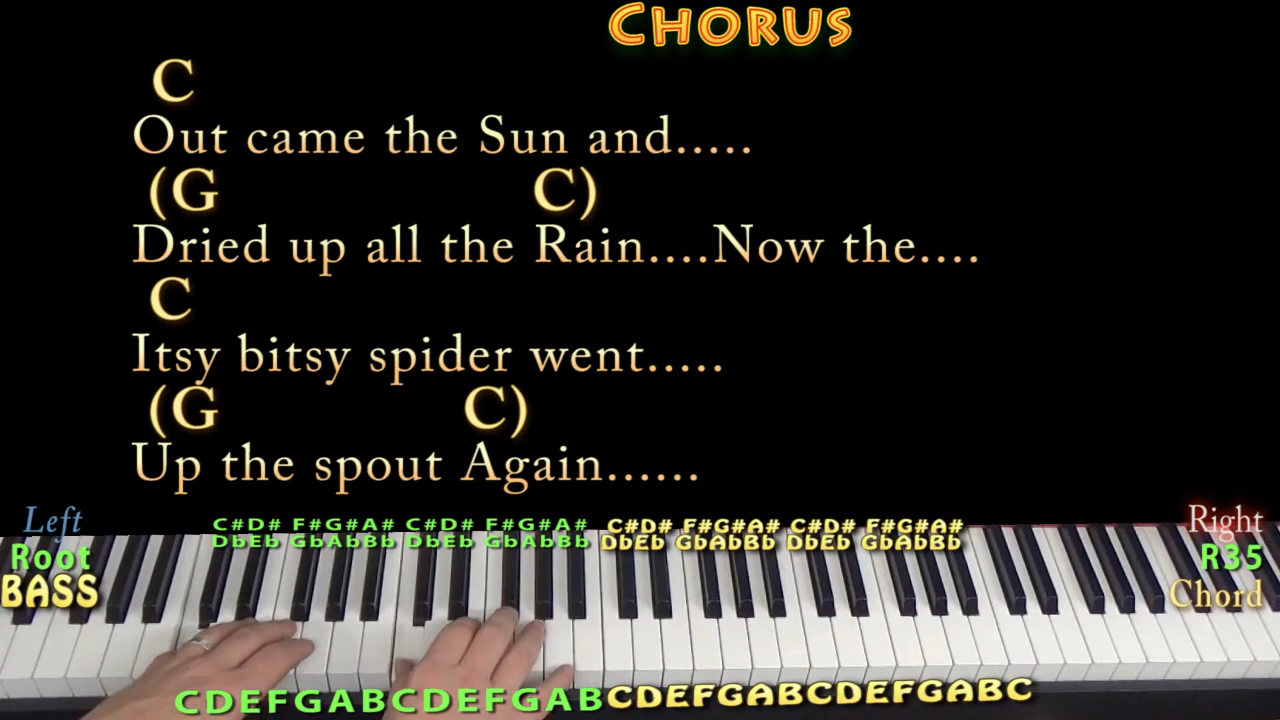 CHORUS
C
Out came the Sun and.....
(G C)
Dried up all the Rain....Now the....
C
Itsy bitsy spider went.....
(G C)
Up the spout Again......
Left
Root
BASS
C#D# F#G#A# C#D# F#G#A# C#D# F#G#A# C#D# F#G#A#
DbEb GbAbBb DbEb GbAbBb DbEb GbAbBb DbEb GbAbBb
Right
R35
Chord
CDEFGABCDEFGABCDEFGABCDEFGABC